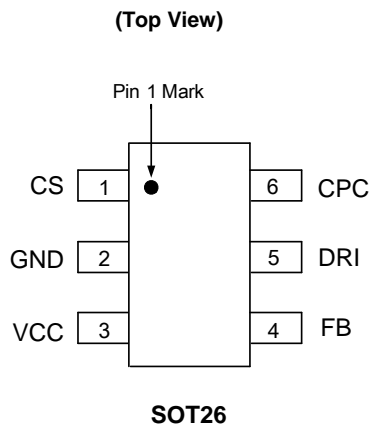 (Top View)
Pin 1 Mark
CS 1 6 CPC
GND 2 5 DRI
VCC 3 4 FB
SOT26